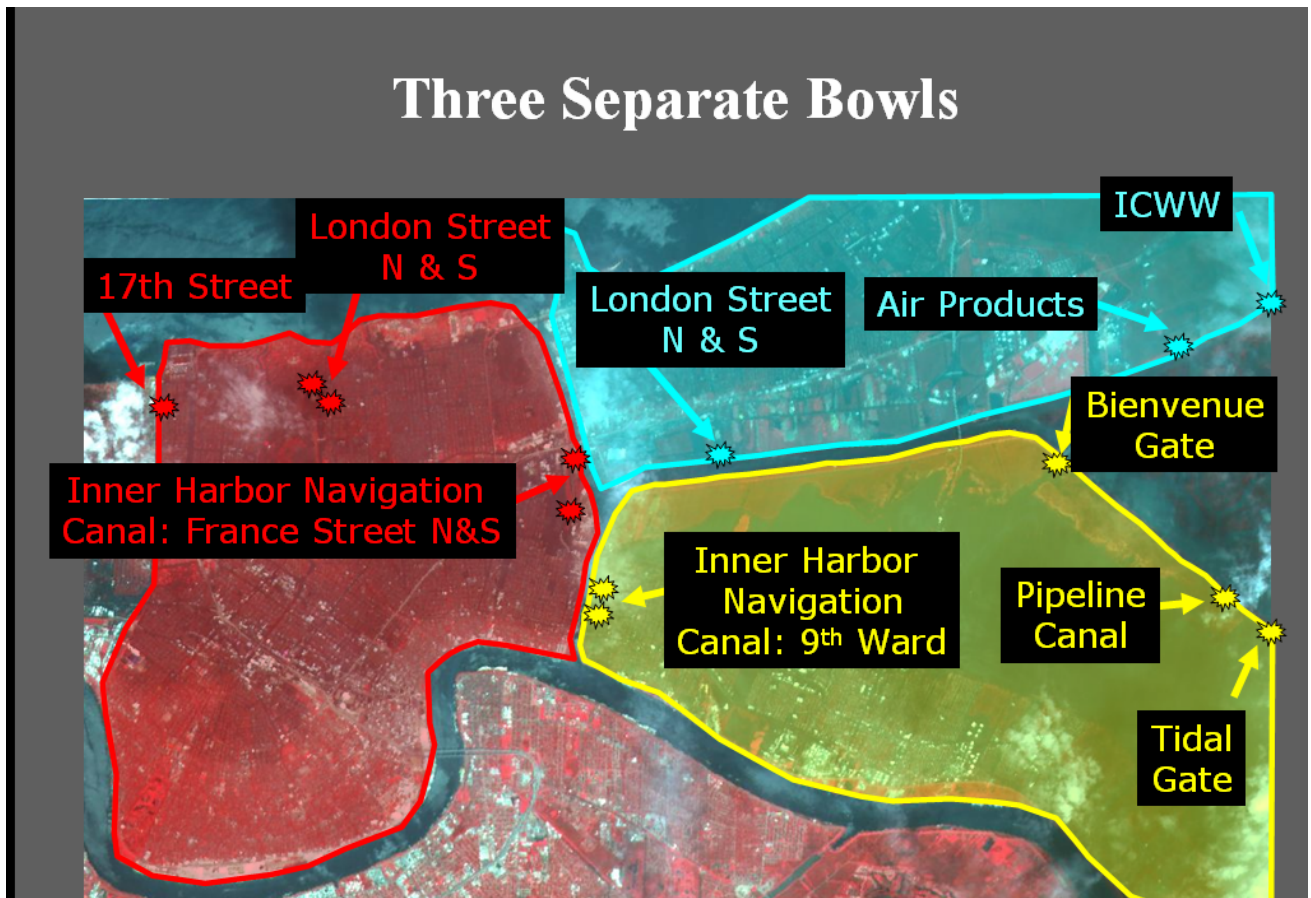 Three Separate Bowls
ICWW
London Street
N & S
17th Street
London Street
N & S
Air Products
Bienvenue
Gate
Inner Harbor Navigation
Canal: France Street N&S
Inner Harbor
Navigation
Canal: 9th Ward
Pipeline
Canal
Tidal
Gate